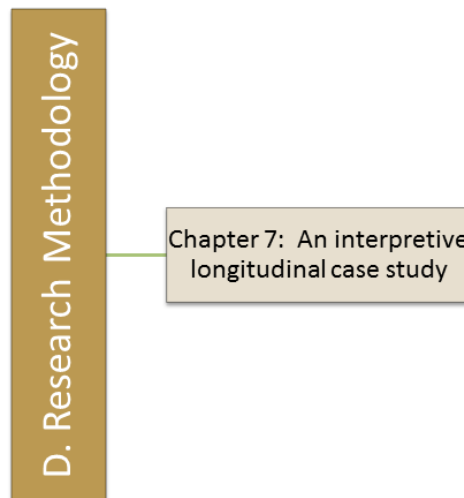 D. Research Methodology
Chapter 7: An interpretive
longitudinal case study